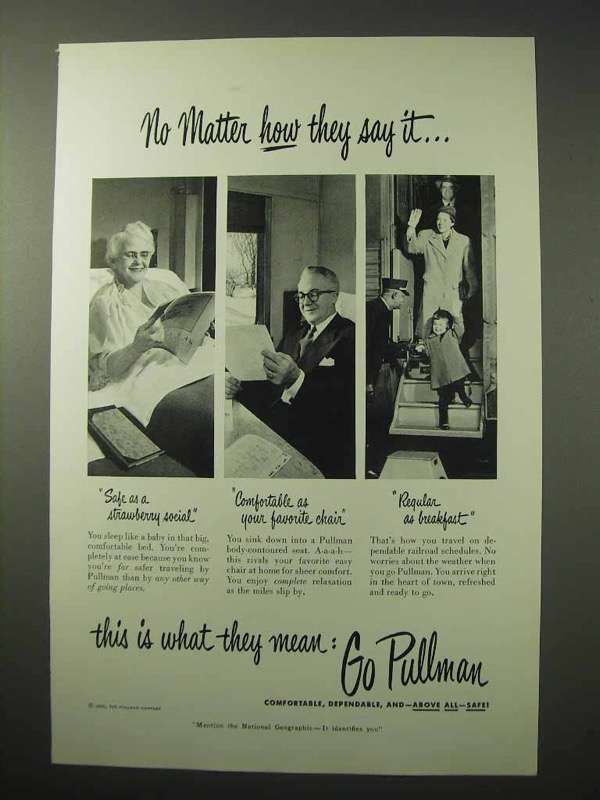 No Matter how they say it...
"Safe as a
strawberry social"
You sleep like a baby in that big,
comfortable bed. You're com-
pletely at ease because you know
you're far safer traveling by
Pullman than by any other way
of going places.
"Comfortable as
your favorite chair"
You sink down into a Pullman
body-contoured seat. A-a-a-h—
this rivals your favorite easy
chair at home for sheer comfort.
You enjoy complete relaxation
as the miles slip by.
"Regular
as breakfast"
That's how you travel on de-
pendable railroad schedules. No
worries about the weather when
you go Pullman. You arrive right
in the heart of town, refreshed
and ready to go.
this is what they mean: Go Pullman
COMFORTABLE, DEPENDABLE, AND—ABOVE ALL—SAFE!
THE PULLMAN COMPANY
"Mention the National Geographic—It identifies you"